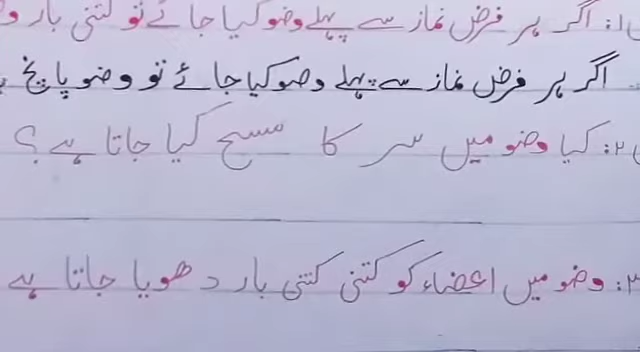 ۱: اگر ہر فرض نماز سے پہلے وضو کیا جائے تو کتنی بار
اگر ہر فرض نماز سے پہلے وضو کیا جائے تو وضو پانچ
۲: کیا وضو میں سر کا مسح کیا جاتا ہے؟
۳: وضو میں اعضاء کو کتنی کتنی بار دھویا جاتا ہے